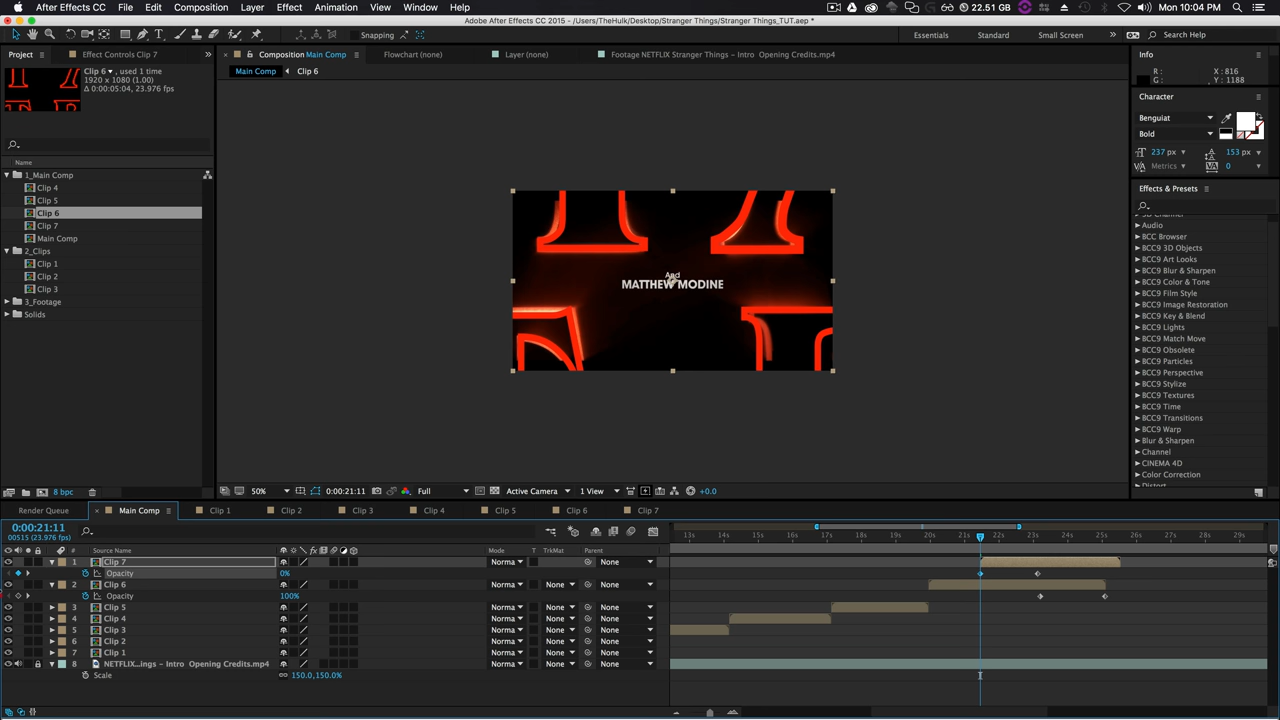 After Effects CC File Edit Composition Layer Effect Animation View Window Help 22.51 GB Mon 10:04 PM
Adobe After Effects CC 2015 - /Users/TheHulk/Desktop/Stranger Things/Stranger Things_TUT.aep *
Snapping Essentials Standard Small Screen Search Help
Project Effect Controls Clip 7 Composition Main Comp Flowchart (none) Layer (none) Footage NETFLIX Stranger Things – Intro Opening Credits.mp4 Info
Clip 6 , used 1 time
1920 x 1080 (1.00)
Δ 0:00:05:04, 23.976 fps
Main Comp Clip 6
R : X : 816
G : Y : 1188
Character
Benguiat
Bold
237 px 153 px
Metrics 0
Effects & Presets
Name
1_Main Comp
Clip 4
Clip 5
Clip 6
Clip 7
Main Comp
2_Clips
Clip 1
Clip 2
Clip 3
3_Footage
Solids
And
MATTHEW MODINE
3D Channel
Audio
BCC Browser
BCC9 3D Objects
BCC9 Art Looks
BCC9 Blur & Sharpen
BCC9 Color & Tone
BCC9 Film Style
BCC9 Image Restoration
BCC9 Key & Blend
BCC9 Lights
BCC9 Match Move
BCC9 Obsolete
BCC9 Particles
BCC9 Perspective
BCC9 Stylize
BCC9 Textures
BCC9 Time
BCC9 Transitions
BCC9 Warp
Blur & Sharpen
Channel
CINEMA 4D
Color Correction
Distort
8 bpc 50% 0:00:21:11 Full Active Camera 1 View +0.0
Render Queue Main Comp Clip 1 Clip 2 Clip 3 Clip 4 Clip 5 Clip 6 Clip 7
0:00:21:11
00515 (23.976 fps)
13s 14s 15s 16s 17s 18s 19s 20s 21s 22s 23s 24s 25s 26s 27s 28s 29s
# Source Name Mode T TrkMat Parent
1 Clip 7 Norma None
Opacity 0%
2 Clip 6 Norma None None
Opacity 100%
3 Clip 5 Norma None None
4 Clip 4 Norma None None
5 Clip 3 Norma None None
6 Clip 2 Norma None None
7 Clip 1 Norma None None
8 NETFLIX...ings – Intro Opening Credits.mp4 Norma None None
Scale 150.0,150.0%